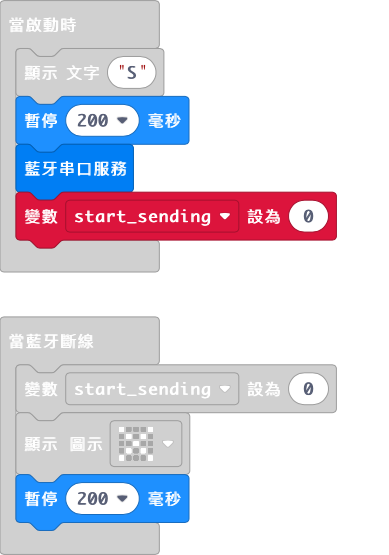 當啟動時
顯示 文字 "S"
暫停 200 毫秒
藍牙串口服務
變數 start_sending 設為 0
當藍牙斷線
變數 start_sending 設為 0
顯示 圖示
暫停 200 毫秒